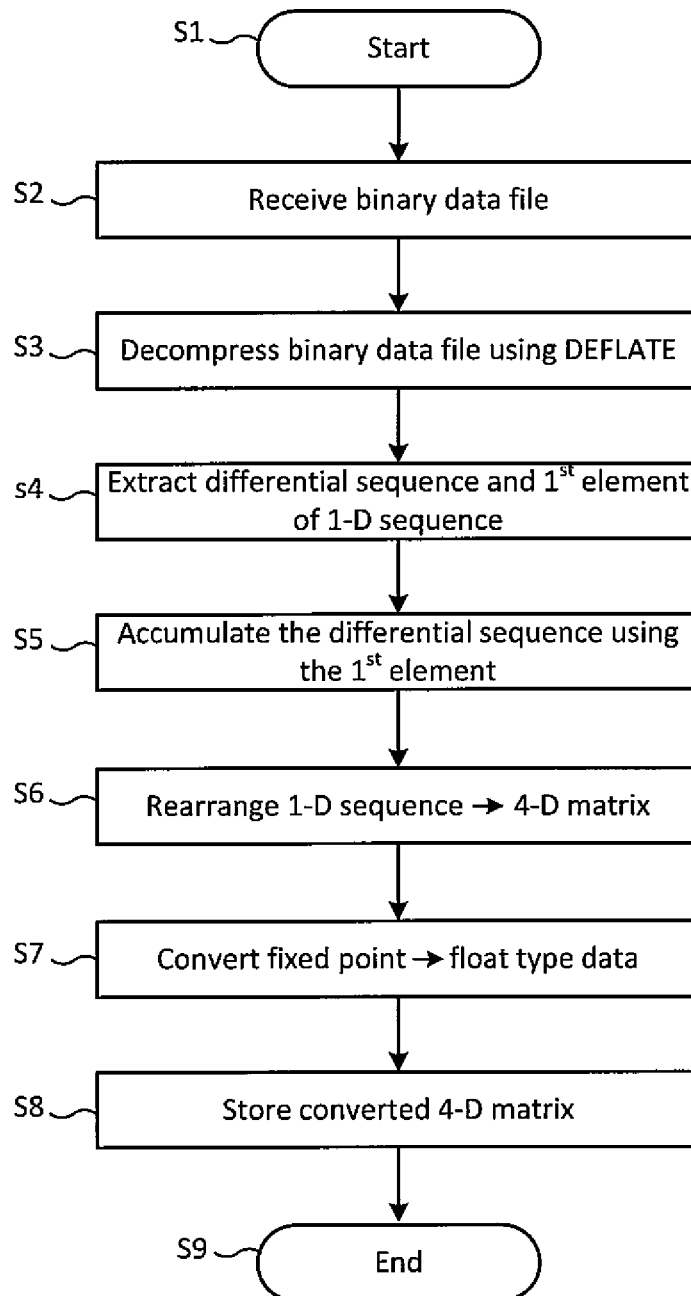 S1
Start
S2
Receive binary data file
S3
Decompress binary data file using DEFLATE
s4
Extract differential sequence and 1st element
of 1-D sequence
S5
Accumulate the differential sequence using
the 1st element
S6
Rearrange 1-D sequence → 4-D matrix
S7
Convert fixed point → float type data
S8
Store converted 4-D matrix
S9
End